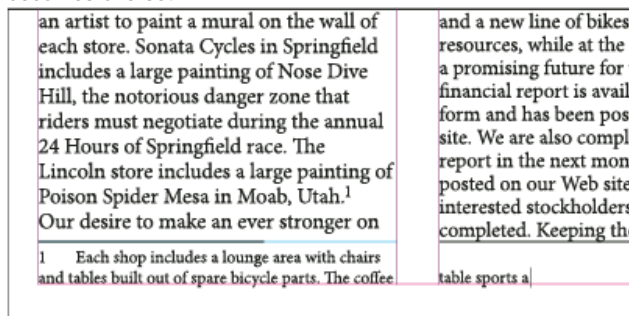 an artist to paint a mural on the wall of
each store. Sonata Cycles in Springfield
includes a large painting of Nose Dive
Hill, the notorious danger zone that
riders must negotiate during the annual
24 Hours of Springfield race. The
Lincoln store includes a large painting of
Poison Spider Mesa in Moab, Utah.¹
Our desire to make an ever stronger on
1 Each shop includes a lounge area with chairs
and tables built out of spare bicycle parts. The coffee
and a new line of bikes
resources, while at the
a promising future for
financial report is avail
form and has been pos
site. We are also compl
report in the next mon
posted on our Web site
interested stockholders
completed. Keeping th
table sports a